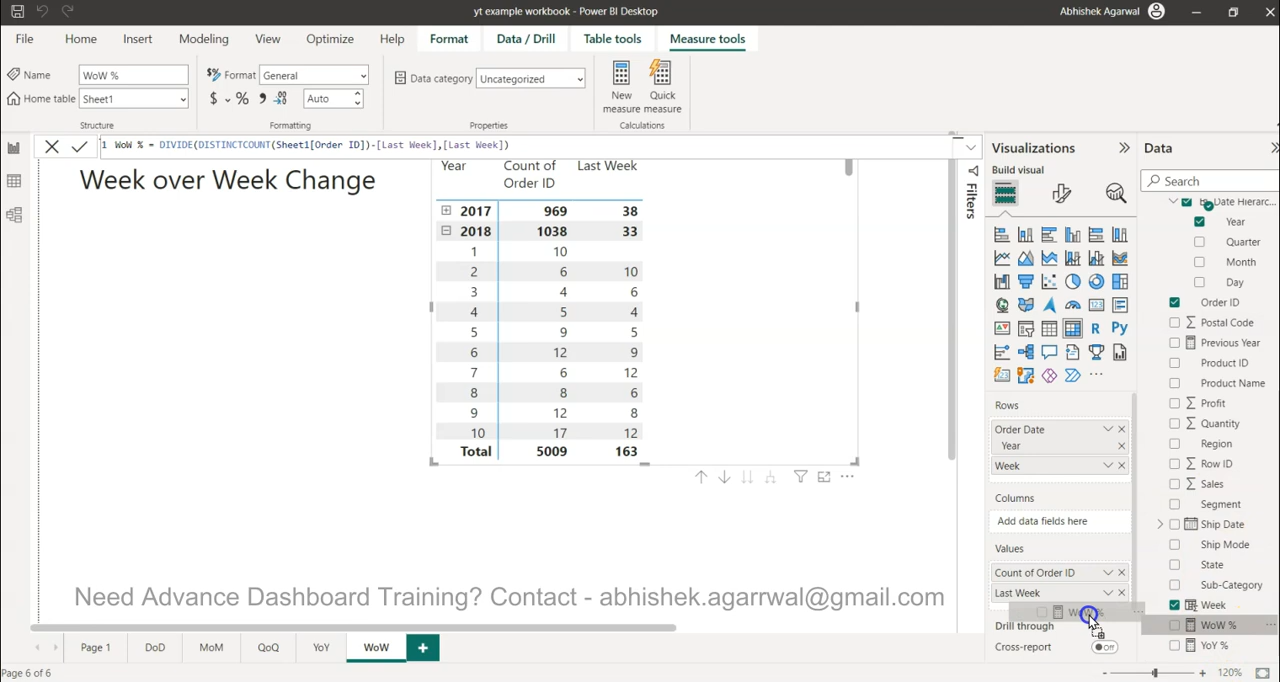 yt example workbook - Power BI Desktop
Abhishek Agarwal
File Home Insert Modeling View Optimize Help Format Data / Drill Table tools Measure tools
Name WoW %
Home table Sheet1
Structure
$% Format General
$ % , Auto
Formatting
Data category Uncategorized
Properties
New measure
Quick measure
Calculations
1 WoW % = DIVIDE(DISTINCTCOUNT(Sheet1[Order ID])-[Last Week],[Last Week])
Week over Week Change
Year Count of Order ID Last Week
2017 969 38
2018 1038 33
1 10
2 6 10
3 4 6
4 5 4
5 9 5
6 12 9
7 6 12
8 8 6
9 12 8
10 17 12
Total 5009 163
Need Advance Dashboard Training? Contact - abhishek.agarrwal@gmail.com
Filters
Visualizations
Build visual
R Py
123
Rows
Order Date
Year
Week
Columns
Add data fields here
Values
Count of Order ID
Last Week
WoW %
Drill through
Cross-report Off
Data
Search
Date Hierarc...
Year
Quarter
Month
Day
Order ID
Postal Code
Previous Year
Product ID
Product Name
Profit
Quantity
Region
Row ID
Sales
Segment
Ship Date
Ship Mode
State
Sub-Category
Week
WoW %
YoY %
Page 1 DoD MoM QoQ YoY WoW
Page 6 of 6
120%